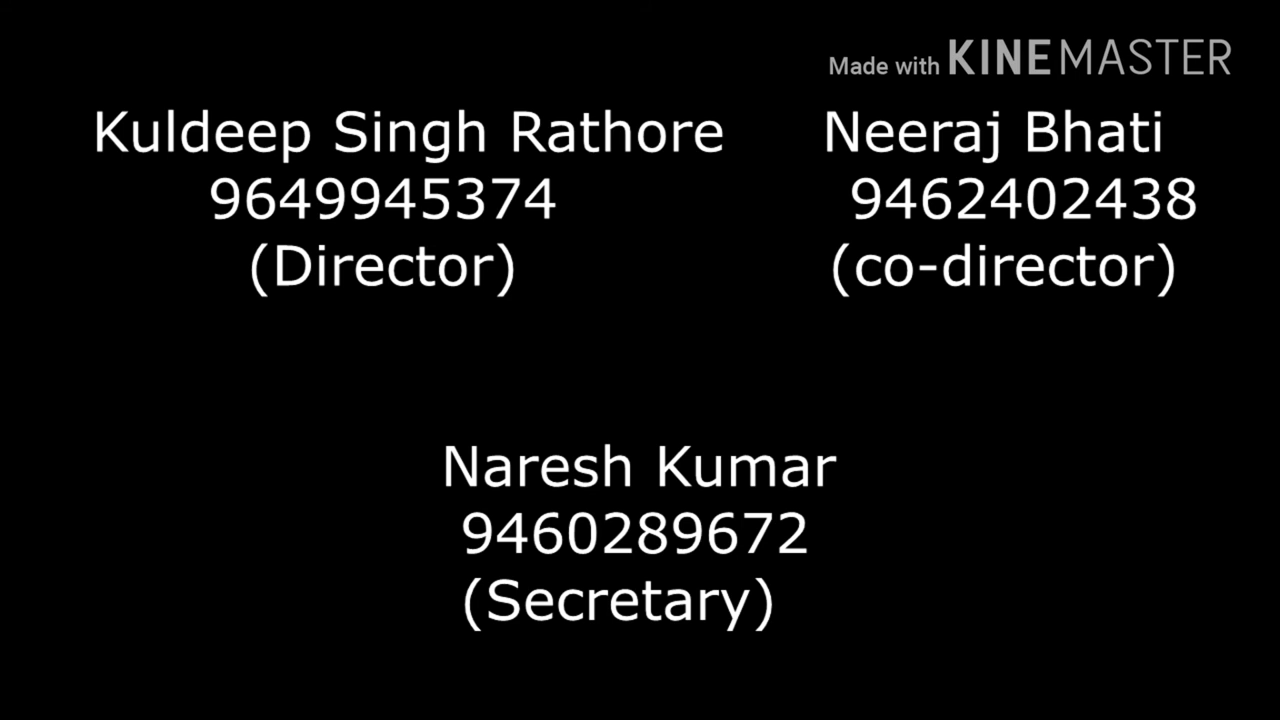 Made with KINEMASTER
Kuldeep Singh Rathore
9649945374
(Director)
Neeraj Bhati
9462402438
(co-director)
Naresh Kumar
9460289672
(Secretary)